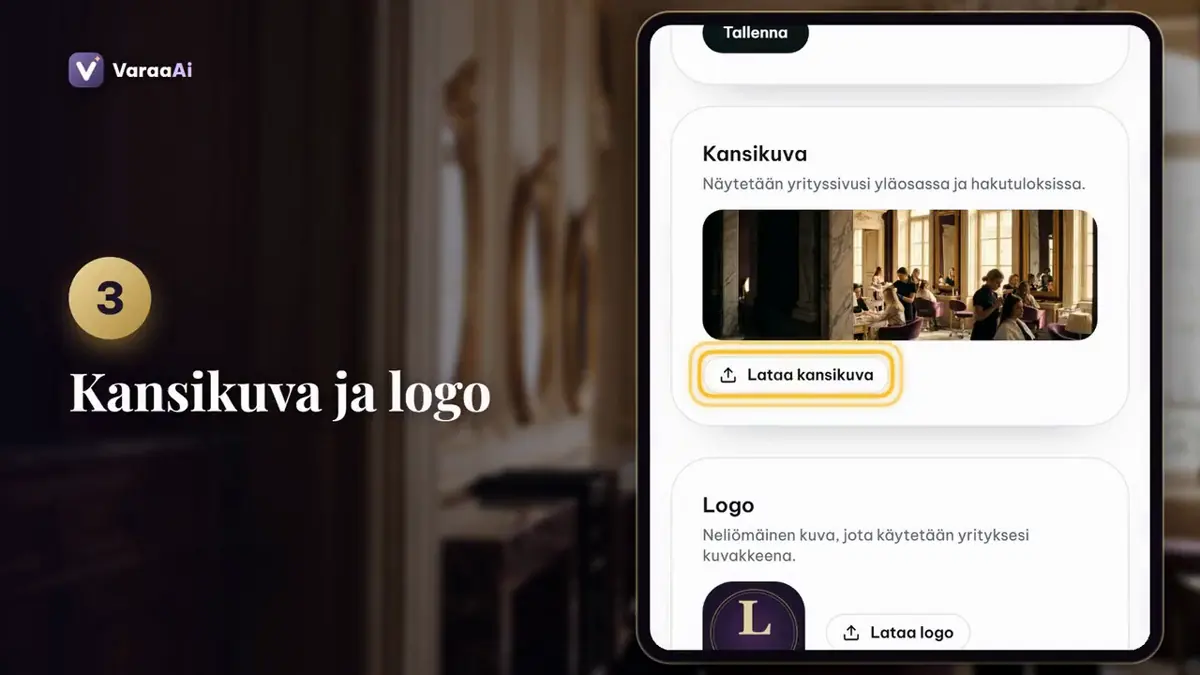 VaraaAi
3
Kansikuva ja logo
Tallenna
Kansikuva
Näytetään yrityssivusi yläosassa ja hakutuloksissa.
Lataa kansikuva
Logo
Neliömäinen kuva, jota käytetään yrityksesi
kuvakkeena.
L
Lataa logo